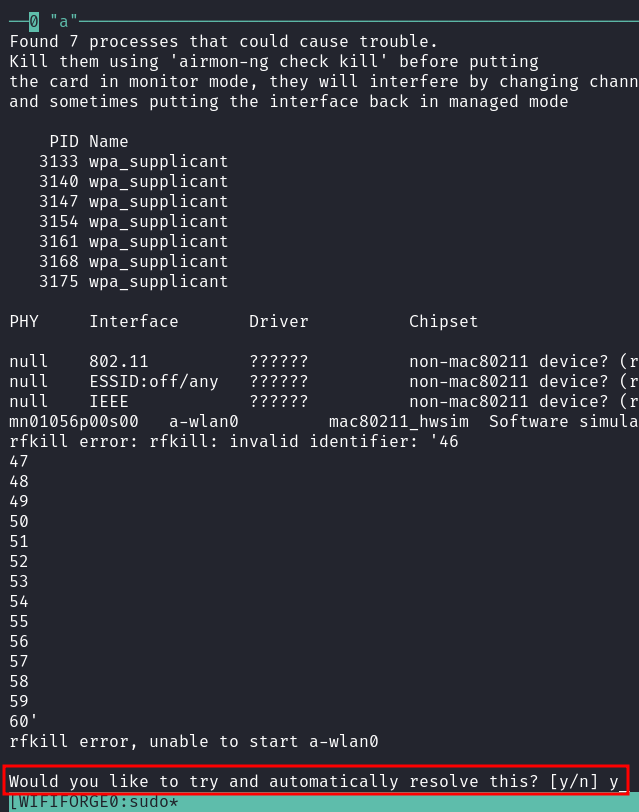 0 "a"
Found 7 processes that could cause trouble.
Kill them using 'airmon-ng check kill' before putting
the card in monitor mode, they will interfere by changing chann
and sometimes putting the interface back in managed mode
PID Name
3133 wpa_supplicant
3140 wpa_supplicant
3147 wpa_supplicant
3154 wpa_supplicant
3161 wpa_supplicant
3168 wpa_supplicant
3175 wpa_supplicant
PHY Interface Driver Chipset
null 802.11 ?????? non-mac80211 device? (r
null ESSID:off/any ?????? non-mac80211 device? (r
null IEEE ?????? non-mac80211 device? (r
mn01056p00s00 a-wlan0 mac80211_hwsim Software simula
rfkill error: rfkill: invalid identifier: '46
47
48
49
50
51
52
53
54
55
56
57
58
59
60'
rfkill error, unable to start a-wlan0
Would you like to try and automatically resolve this? [y/n] y_
[WIFIFORGE0:sudo*